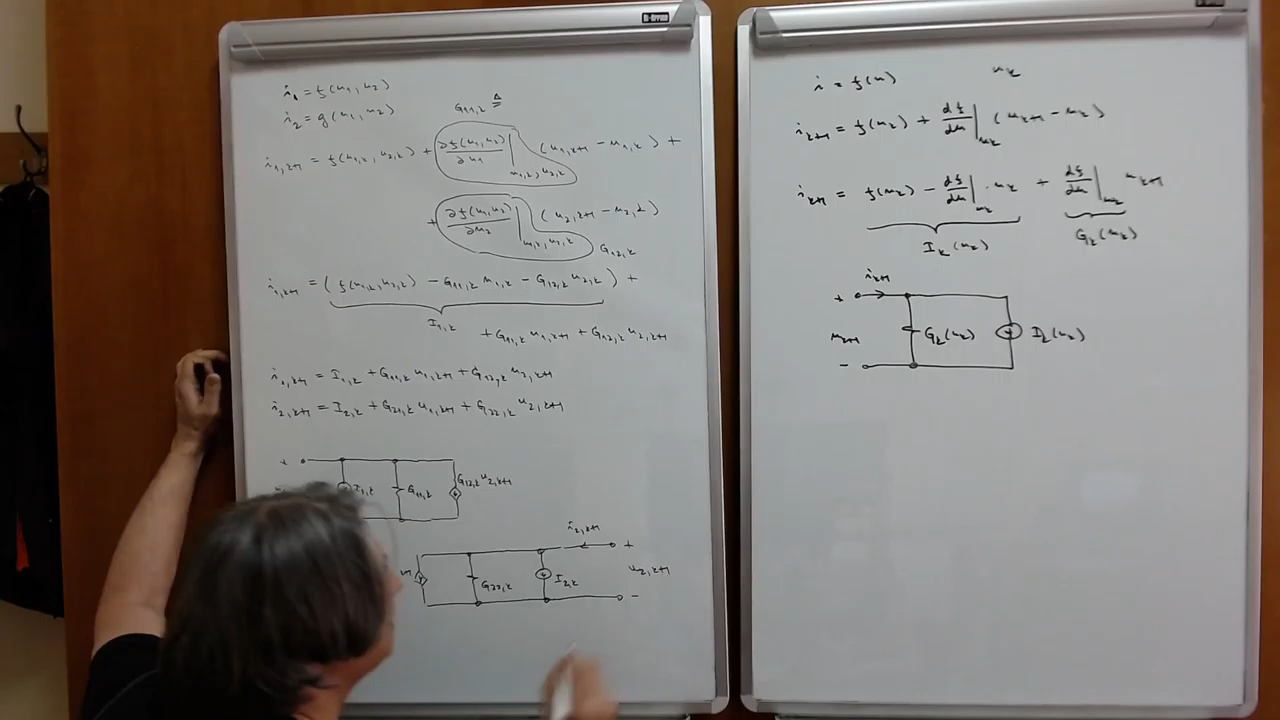 i₁ = f(u₁, u₂)
i₂ = g(u₁, u₂)
G₁₁,k ≜
i₁,k+1 = f(u₁,k, u₂,k) + ∂f(u₁,u₂)/∂u₁ |u₁,k, u₂,k (u₁,k+1 − u₁,k) +
+ ∂f(u₁,u₂)/∂u₂ |u₁,k, u₂,k (u₂,k+1 − u₂,k)
G₁₂,k
i₁,k+1 = (f(u₁,k, u₂,k) − G₁₁,k u₁,k − G₁₂,k u₂,k) +
I₁,k
+ G₁₁,k u₁,k+1 + G₁₂,k u₂,k+1
i₁,k+1 = I₁,k + G₁₁,k u₁,k+1 + G₁₂,k u₂,k+1
i₂,k+1 = I₂,k + G₂₁,k u₁,k+1 + G₂₂,k u₂,k+1
+
I₁,k G₁₁,k G₁₂,k u₂,k+1
i₂,k+1
+
G₂₂,k I₂,k u₂,k+1
−
i = f(u) uk
ik+1 = f(uk) + df/du |uk (uk+1 − uk)
ik+1 = f(uk) − df/du |uk · uk + df/du |uk uk+1
Ik(uk) Gk(uk)
ik+1
+
uk+1 Gk(uk) Ik(uk)
−